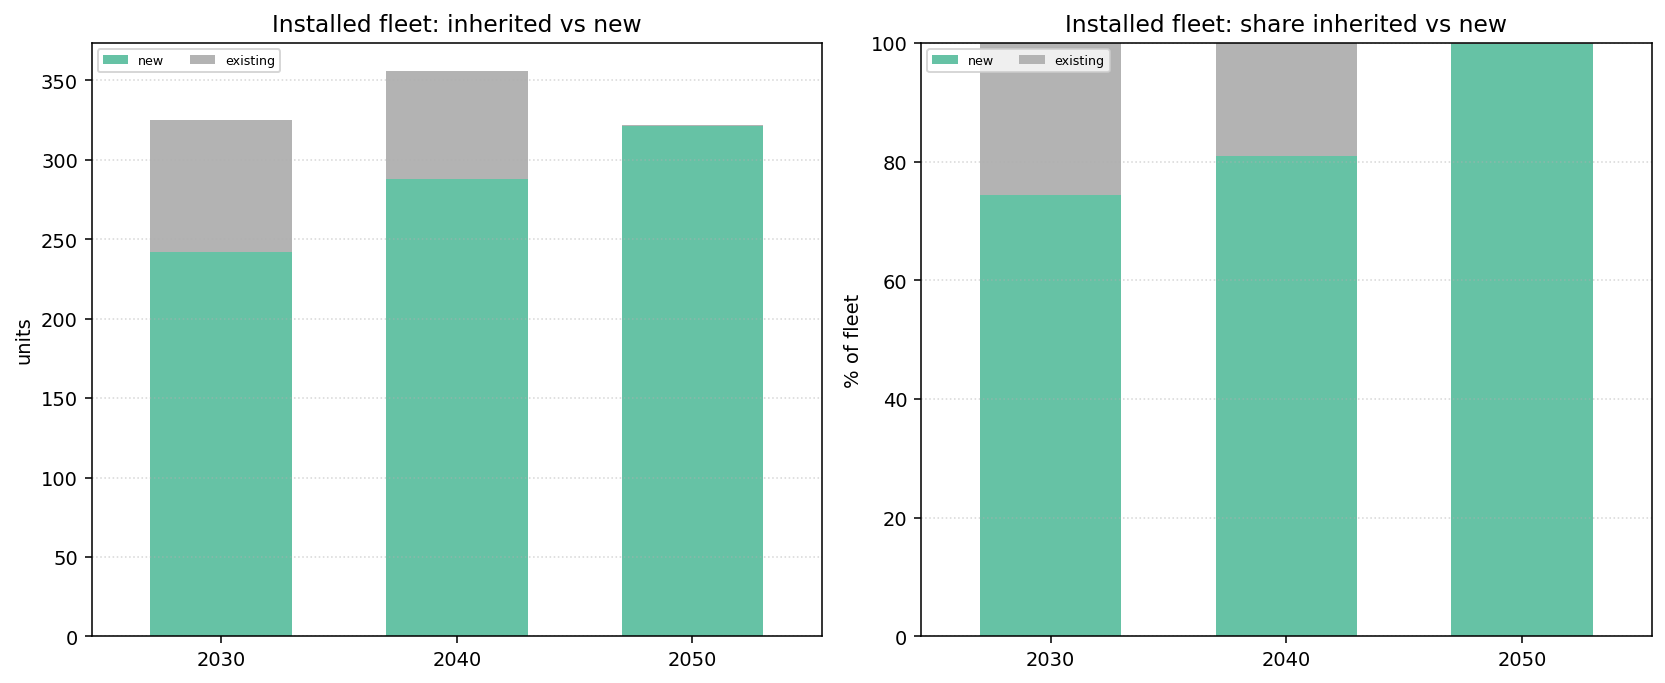 Installed fleet: inherited vs new
new existing
350
300
250
200
150
100
50
0
units
2030 2040 2050
Installed fleet: share inherited vs new
new existing
100
80
60
40
20
0
% of fleet
2030 2040 2050